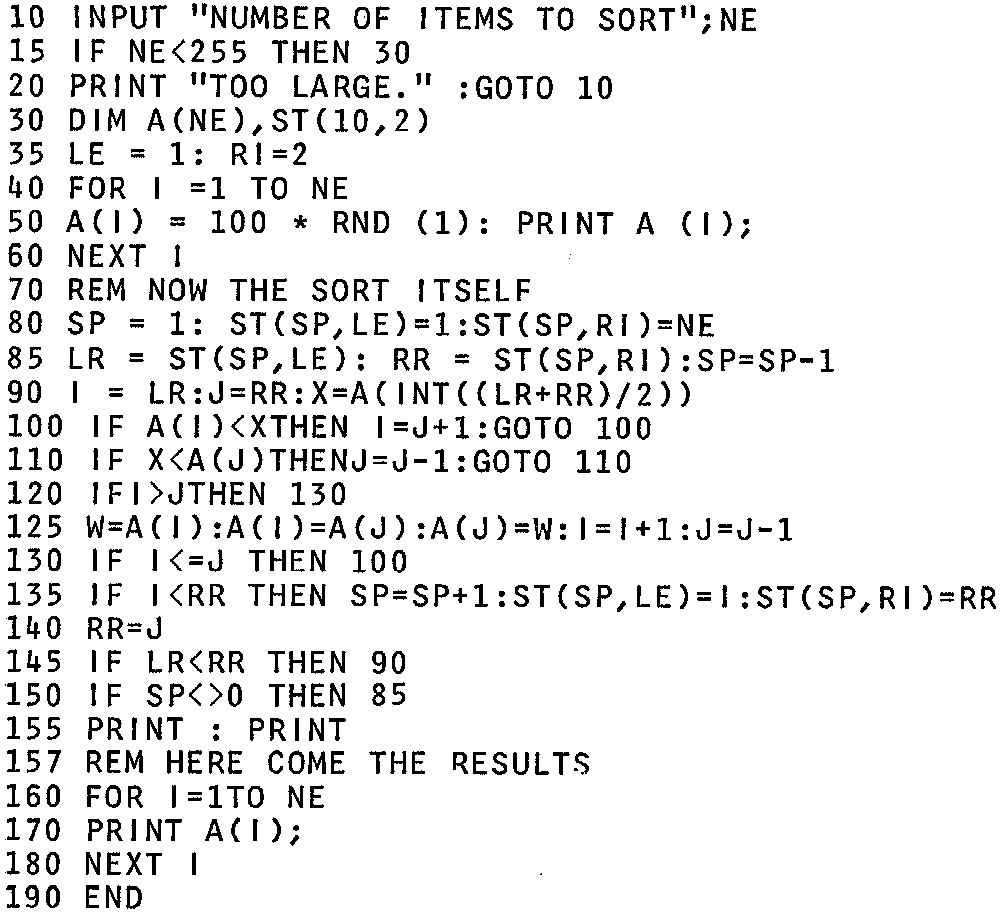 10 INPUT "NUMBER OF ITEMS TO SORT";NE
15 IF NE<255 THEN 30
20 PRINT "TOO LARGE." :GOTO 10
30 DIM A(NE),ST(10,2)
35 LE = 1: RI=2
40 FOR I =1 TO NE
50 A(I) = 100 * RND (1): PRINT A (I);
60 NEXT I
70 REM NOW THE SORT ITSELF
80 SP = 1: ST(SP,LE)=1:ST(SP,RI)=NE
85 LR = ST(SP,LE): RR = ST(SP,RI):SP=SP-1
90 I = LR:J=RR:X=A(INT((LR+RR)/2))
100 IF A(I)<XTHEN I=J+1:GOTO 100
110 IF X<A(J)THENJ=J-1:GOTO 110
120 IFI>JTHEN 130
125 W=A(I):A(I)=A(J):A(J)=W:I=I+1:J=J-1
130 IF I<=J THEN 100
135 IF I<RR THEN SP=SP+1:ST(SP,LE)=I:ST(SP,RI)=RR
140 RR=J
145 IF LR<RR THEN 90
150 IF SP<>0 THEN 85
155 PRINT : PRINT
157 REM HERE COME THE RESULTS
160 FOR I=1TO NE
170 PRINT A(I);
180 NEXT I
190 END